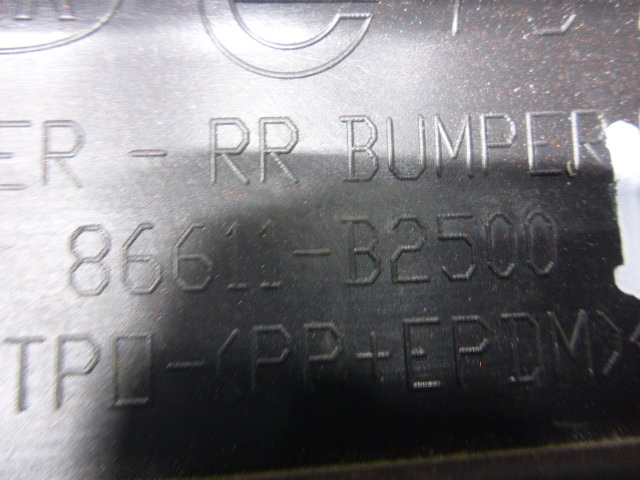 ER - RR BUMPER
86611-B2500
TPO-(PP+EPDM)